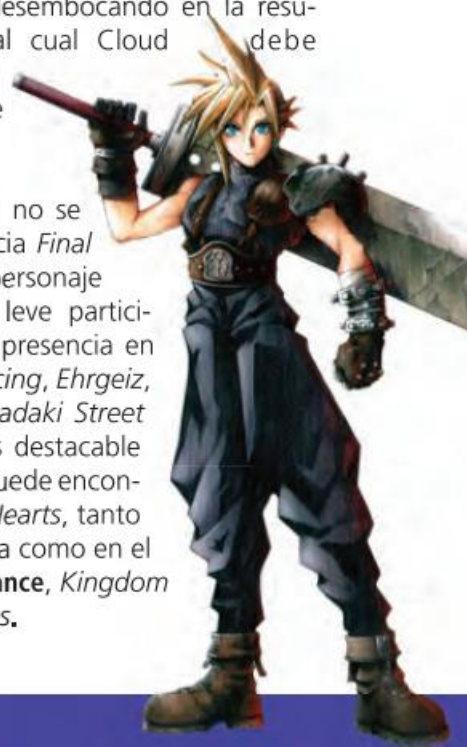 desembocando en la resu-
al cual Cloud debe
e
no se
cia Final
personaje
leve partici-
presencia en
cing, Ehrgeiz,
adaki Street
s destacable
uede encon-
Hearts, tanto
a como en el
ance, Kingdom
s.